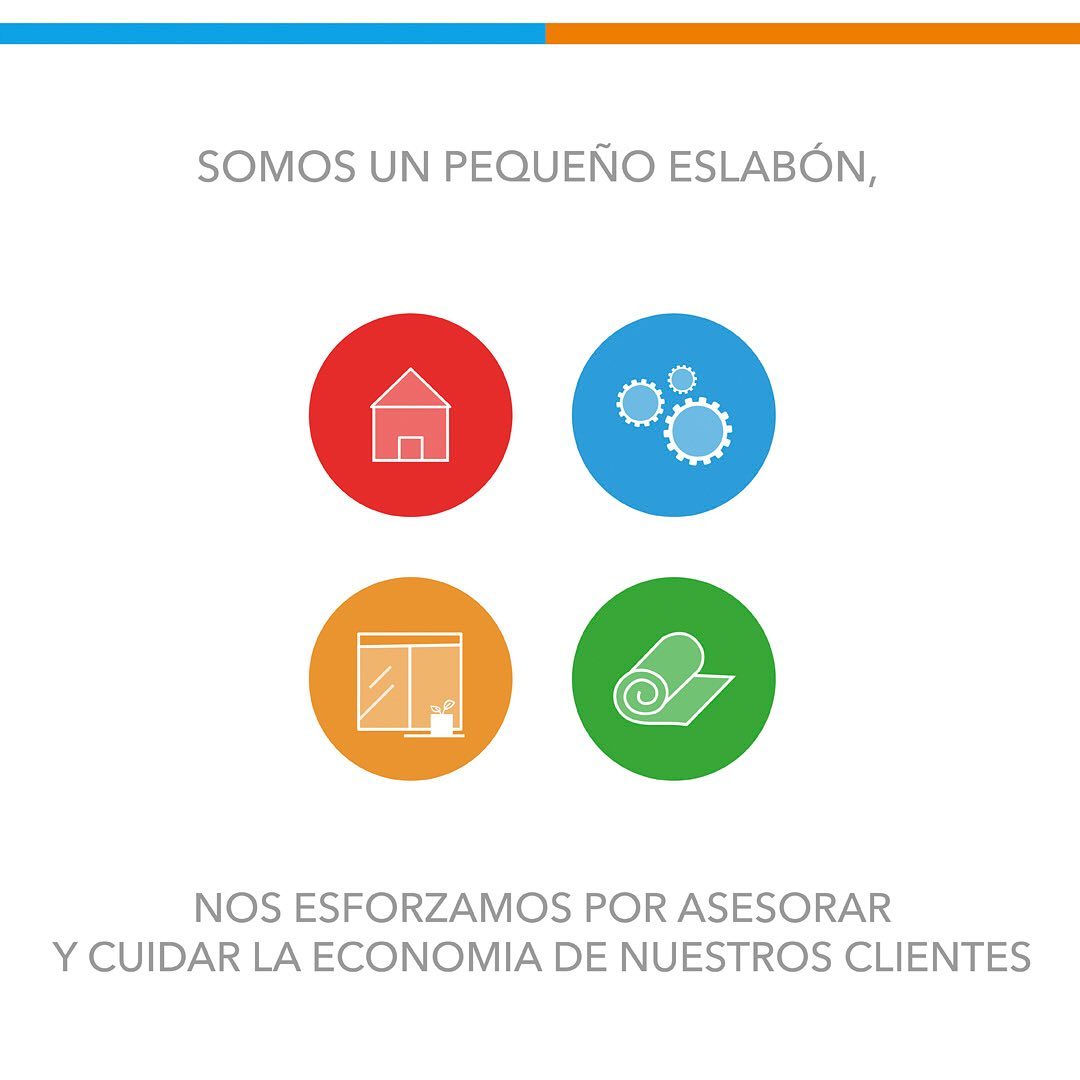 SOMOS UN PEQUEÑO ESLABÓN,
NOS ESFORZAMOS POR ASESORAR
Y CUIDAR LA ECONOMIA DE NUESTROS CLIENTES